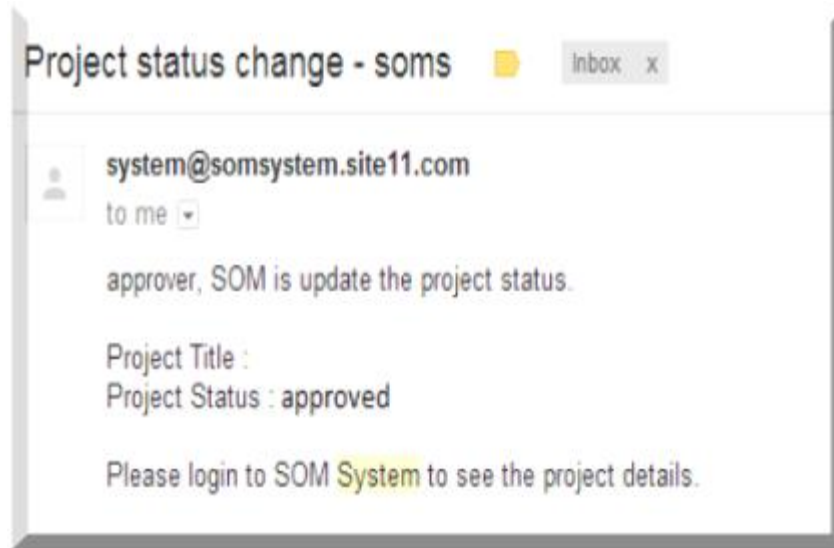 Project status change - soms
Inbox x
system@somsystem.site11.com
to me
approver, SOM is update the project status.
Project Title :
Project Status : approved
Please login to SOM System to see the project details.